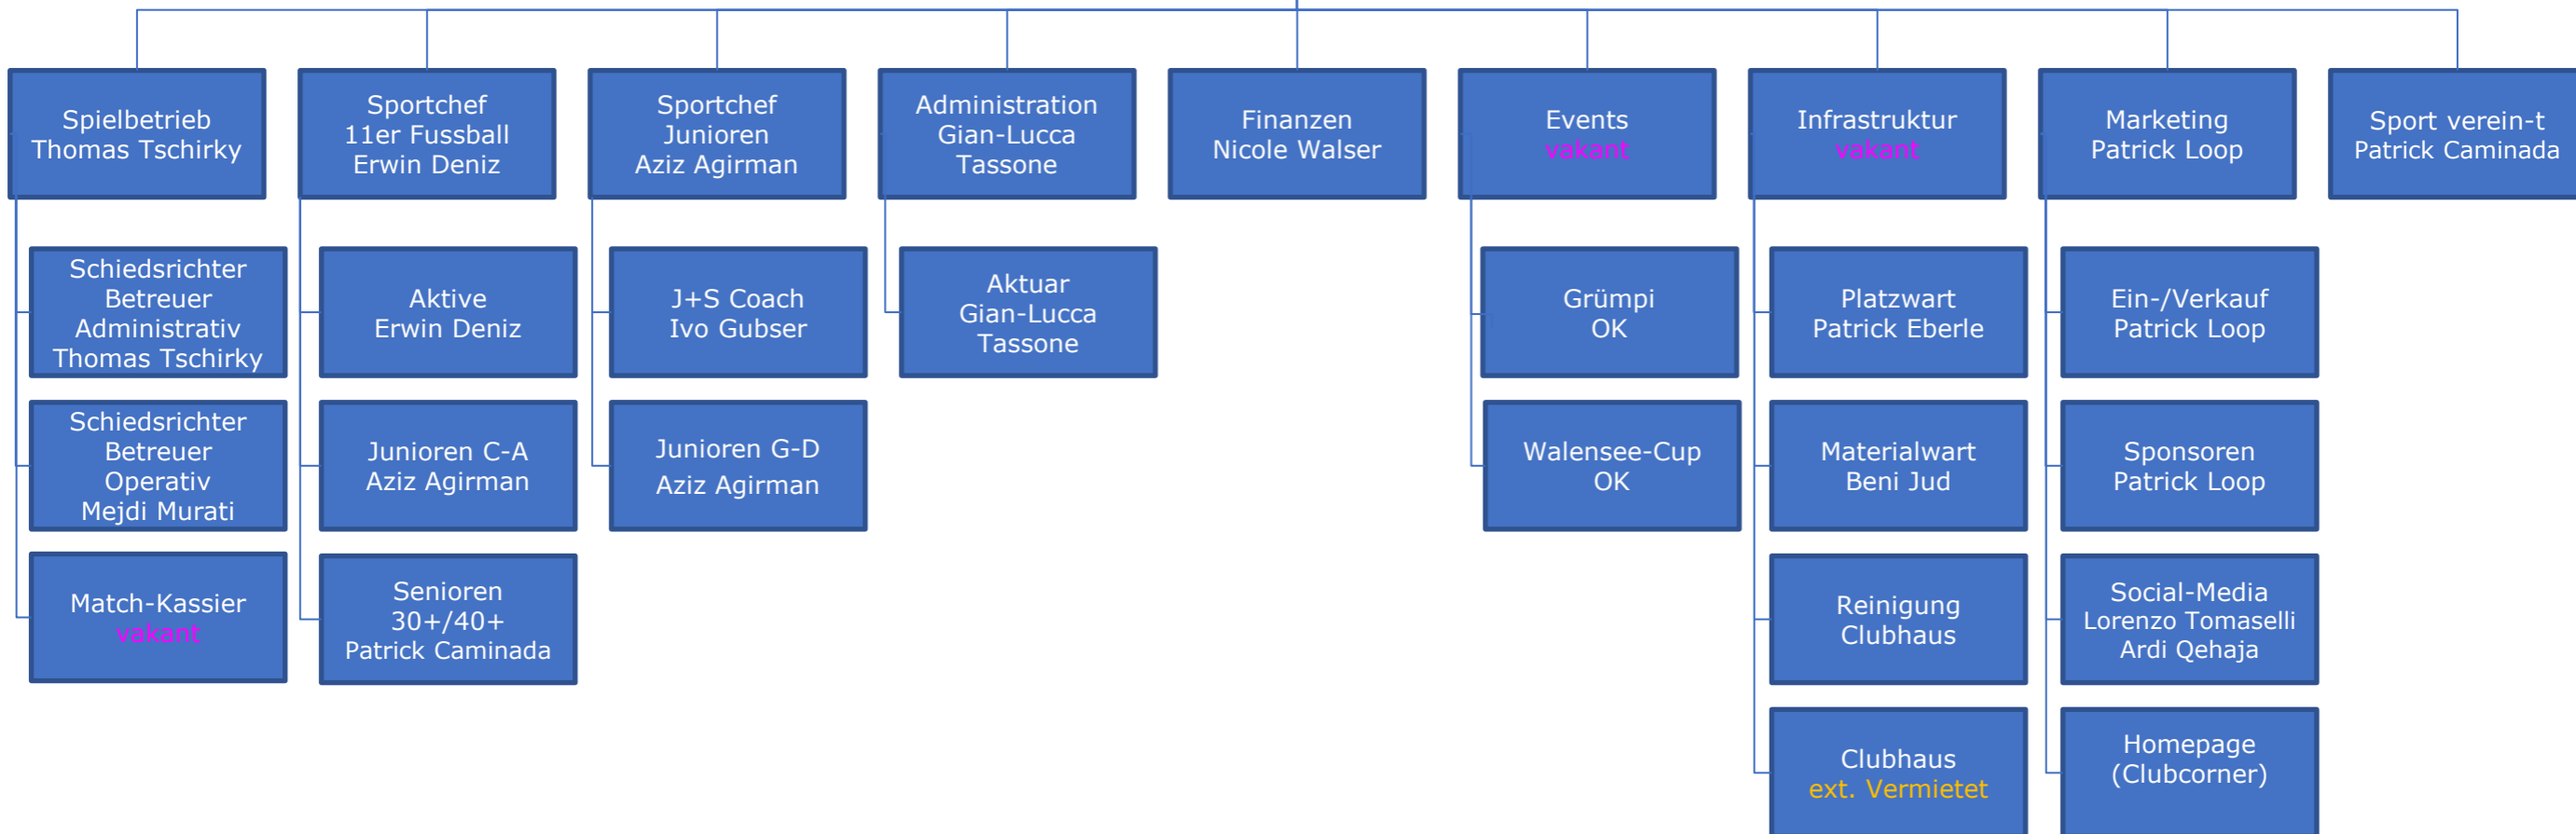 Spielbetrieb
Thomas Tschirky
Sportchef
11er Fussball
Erwin Deniz
Sportchef
Junioren
Aziz Agirman
Administration
Gian-Lucca
Tassone
Finanzen
Nicole Walser
Events
vakant
Infrastruktur
vakant
Marketing
Patrick Loop
Sport verein-t
Patrick Caminada
Schiedsrichter
Betreuer
Administrativ
Thomas Tschirky
Aktive
Erwin Deniz
J+S Coach
Ivo Gubser
Aktuar
Gian-Lucca
Tassone
Grümpi
OK
Platzwart
Patrick Eberle
Ein-/Verkauf
Patrick Loop
Schiedsrichter
Betreuer
Operativ
Mejdi Murati
Junioren C-A
Aziz Agirman
Junioren G-D
Aziz Agirman
Walensee-Cup
OK
Materialwart
Beni Jud
Sponsoren
Patrick Loop
Match-Kassier
vakant
Senioren
30+/40+
Patrick Caminada
Reinigung
Clubhaus
Social-Media
Lorenzo Tomaselli
Ardi Qehaja
Clubhaus
ext. Vermietet
Homepage
(Clubcorner)